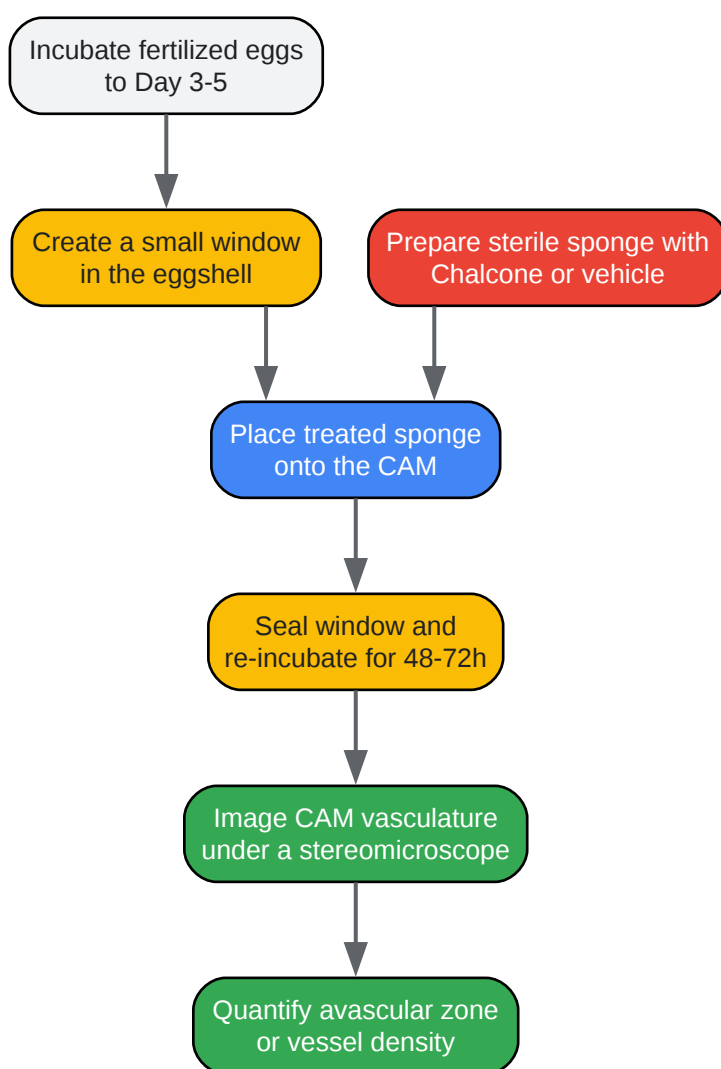 Incubate fertilized eggs
to Day 3-5
Create a small window
in the eggshell
Prepare sterile sponge with
Chalcone or vehicle
Place treated sponge
onto the CAM
Seal window and
re-incubate for 48-72h
Image CAM vasculature
under a stereomicroscope
Quantify avascular zone
or vessel density